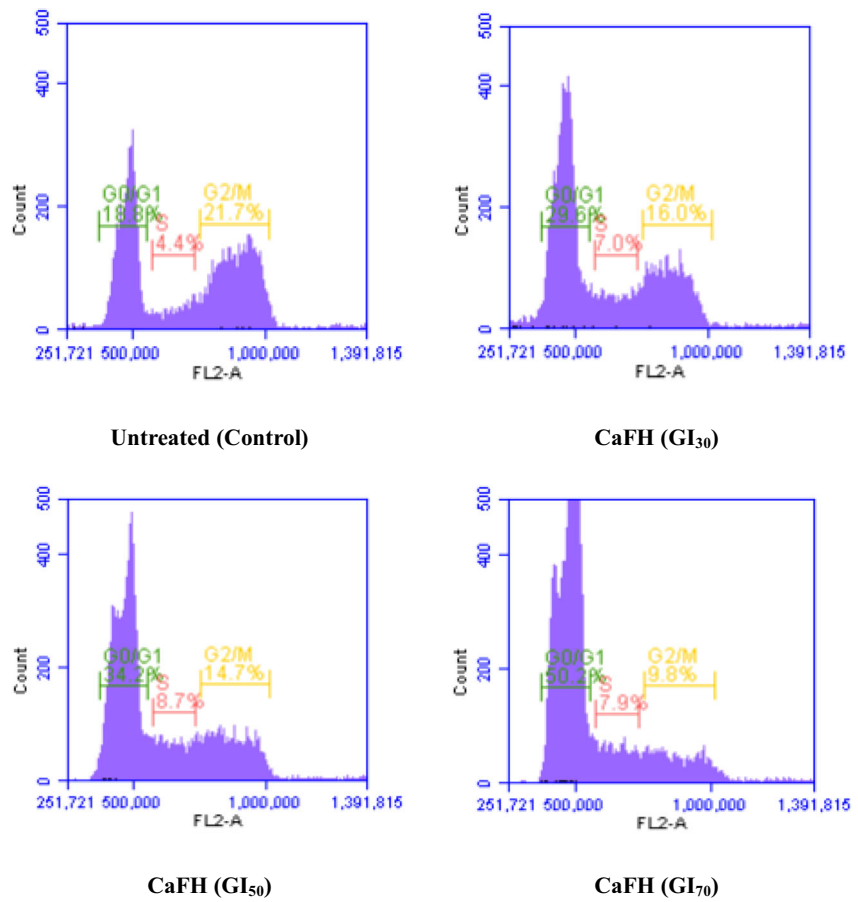 500
400
200
0
Count
G0/G1
18.8%
S
4.4%
G2/M
21.7%
251,721 500,000 1,000,000 1,391,815
FL2-A
Untreated (Control)
500
400
200
0
Count
G0/G1
29.6%
S
7.0%
G2/M
16.0%
251,721 500,000 1,000,000 1,391,815
FL2-A
CaFH (GI30)
500
400
200
0
Count
G0/G1
34.2%
S
8.7%
G2/M
14.7%
251,721 500,000 1,000,000 1,391,815
FL2-A
CaFH (GI50)
500
400
200
0
Count
G0/G1
50.2%
S
7.9%
G2/M
9.8%
251,721 500,000 1,000,000 1,391,815
FL2-A
CaFH (GI70)